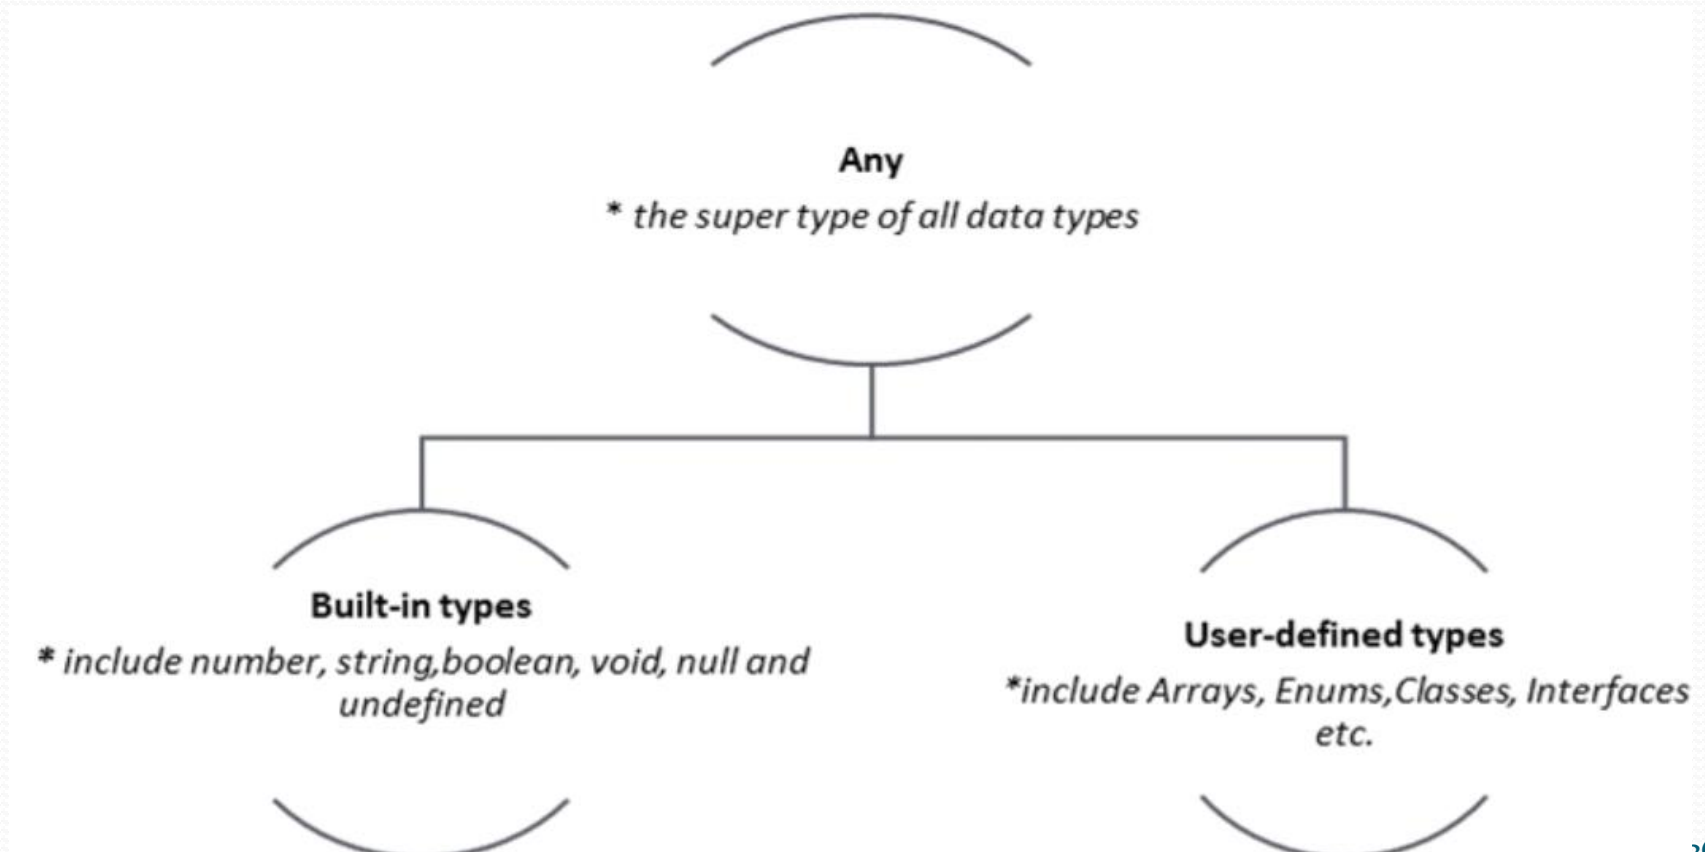 Any
* the super type of all data types
Built-in types
* include number, string,boolean, void, null and
undefined
User-defined types
*include Arrays, Enums,Classes, Interfaces
etc.